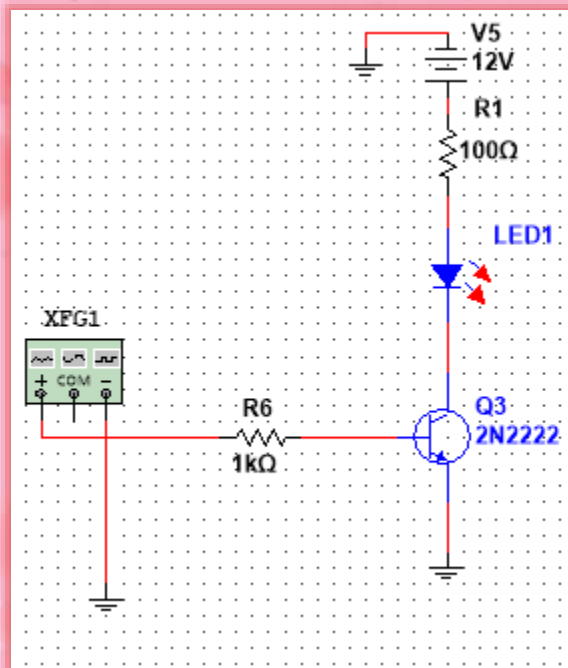 V5
12V
R1
100Ω
LED1
XFG1
+ COM −
R6
1kΩ
Q3
2N2222